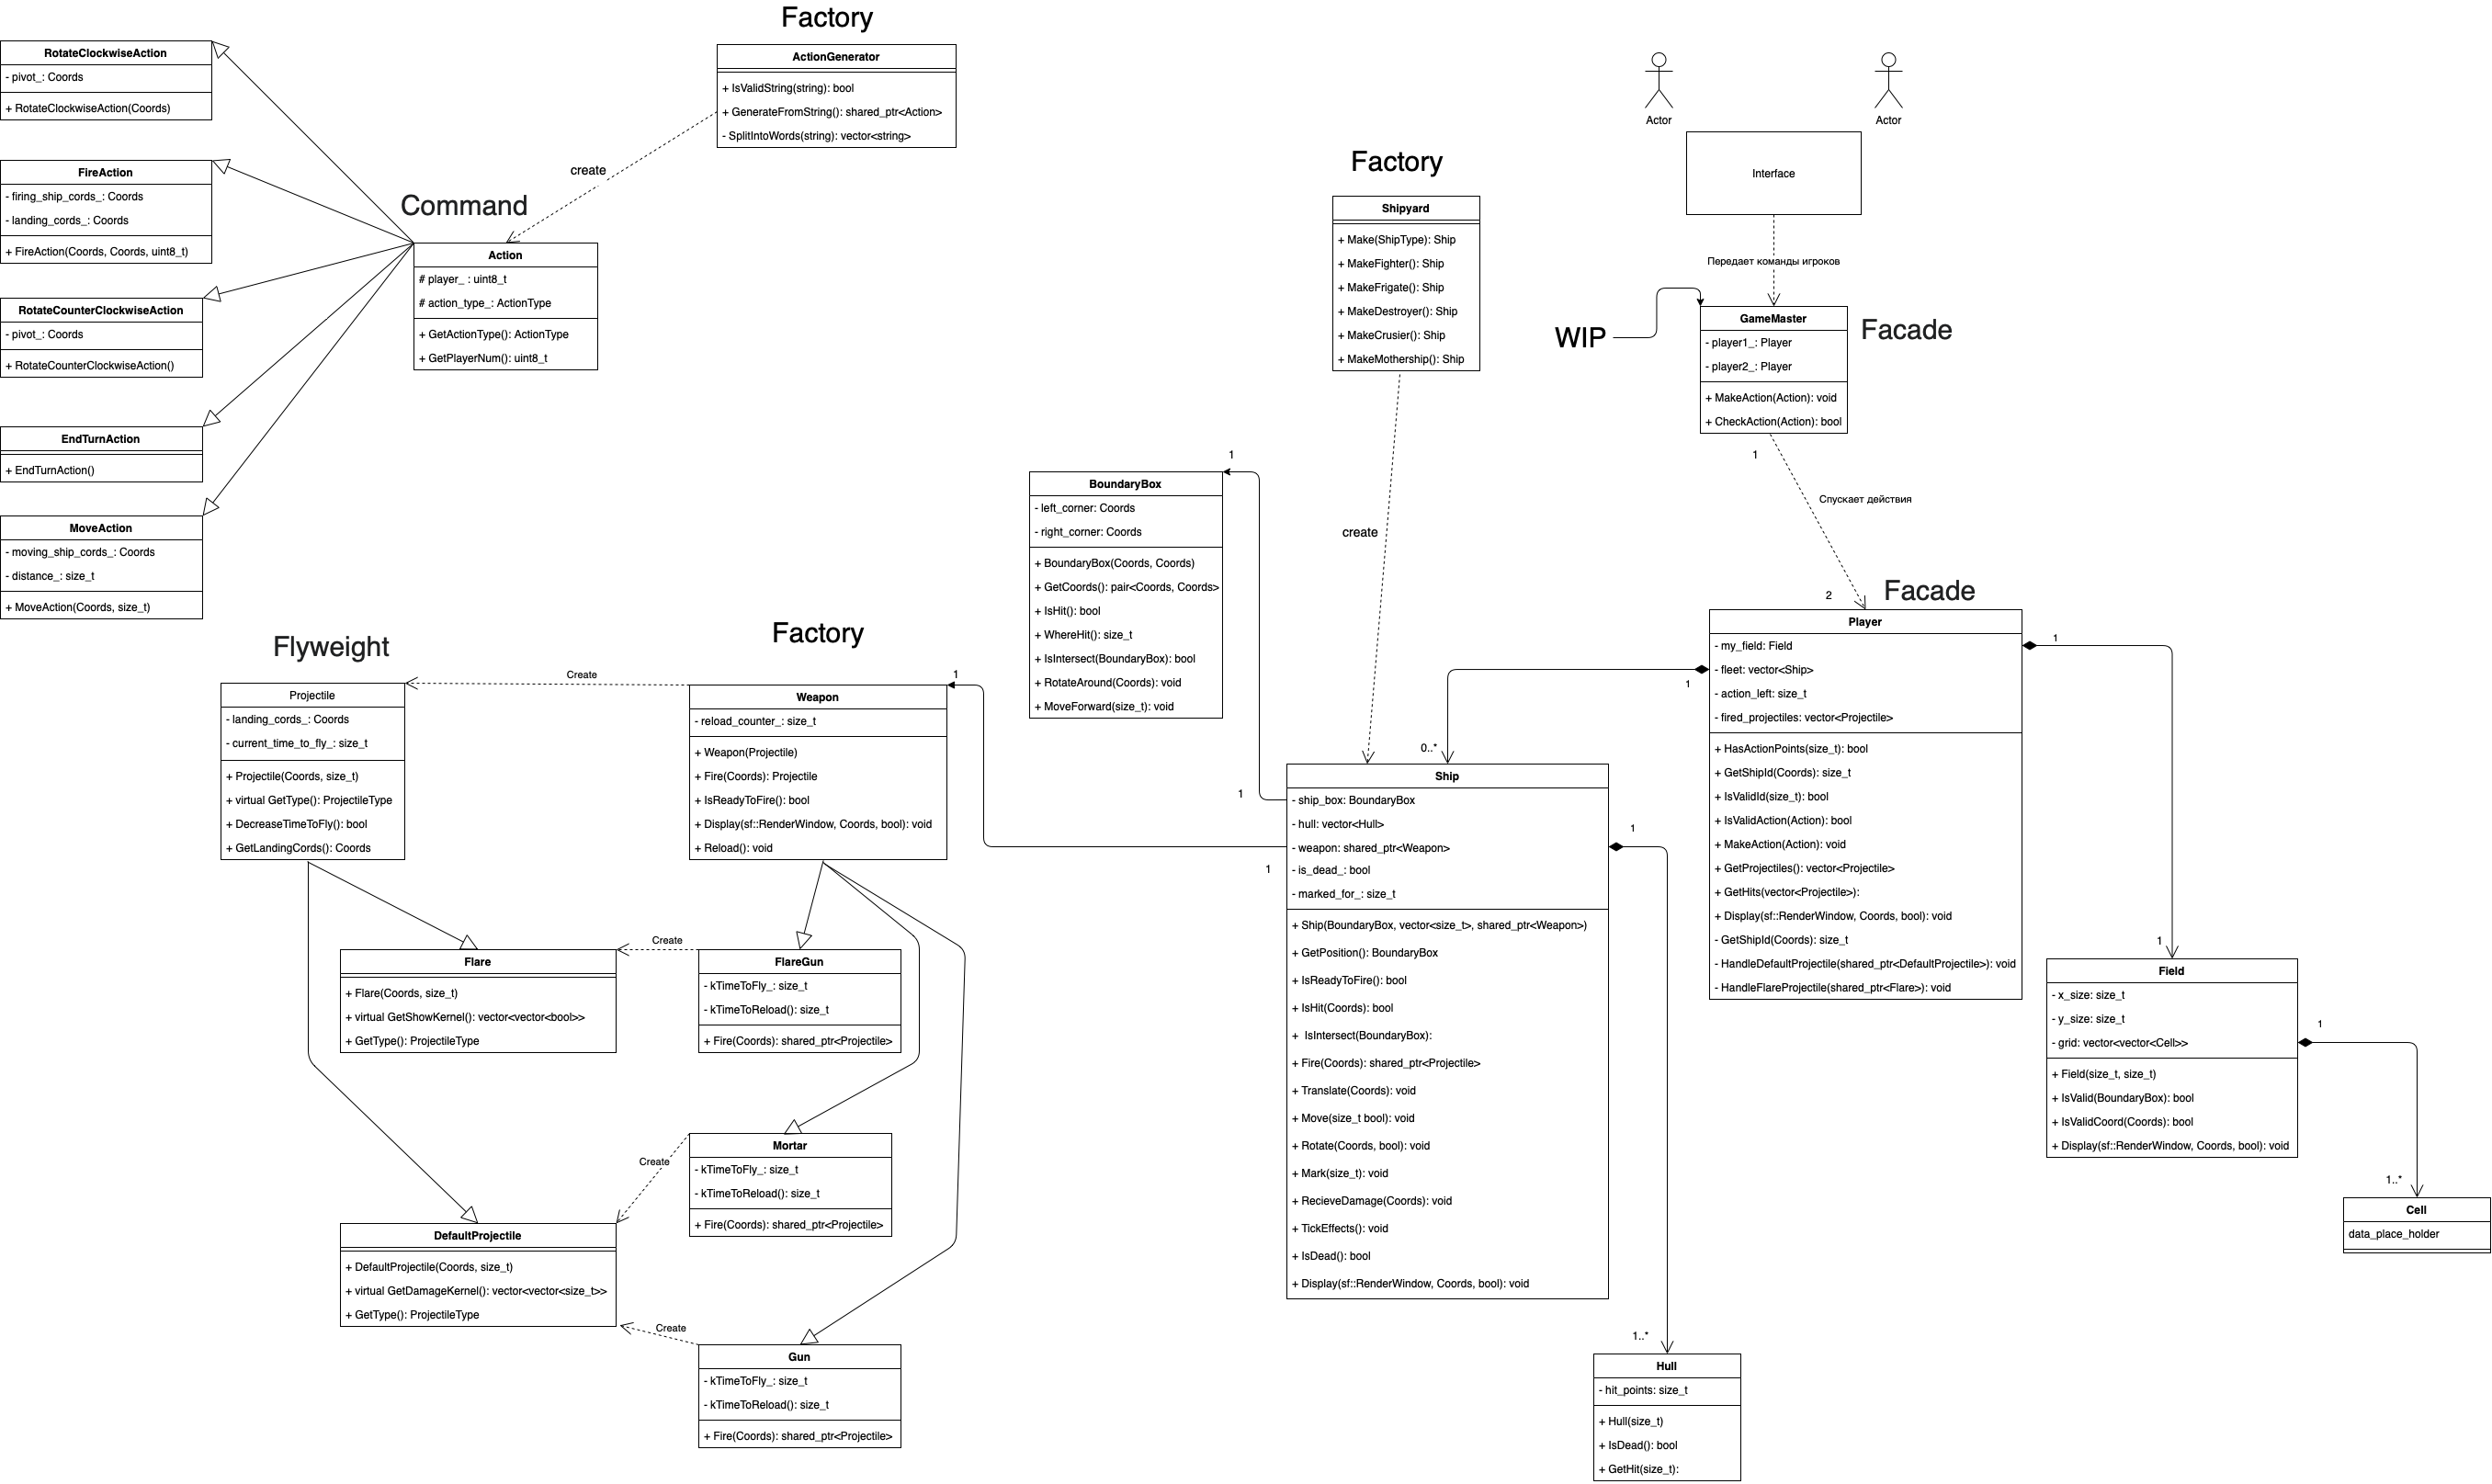 Factory
ActionGenerator
+ IsValidString(string): bool
+ GenerateFromString(): shared_ptr<Action>
- SplitIntoWords(string): vector<string>
create
RotateClockwiseAction
- pivot_: Coords
+ RotateClockwiseAction(Coords)
FireAction
- firing_ship_cords_: Coords
- landing_cords_: Coords
+ FireAction(Coords, Coords, uint8_t)
RotateCounterClockwiseAction
- pivot_: Coords
+ RotateCounterClockwiseAction()
EndTurnAction
+ EndTurnAction()
MoveAction
- moving_ship_cords_: Coords
- distance_: size_t
+ MoveAction(Coords, size_t)
Command
Action
# player_ : uint8_t
# action_type_: ActionType
+ GetActionType(): ActionType
+ GetPlayerNum(): uint8_t
Actor
Actor
Interface
Передает команды игроков
WIP
GameMaster
- player1_: Player
- player2_: Player
+ MakeAction(Action): void
+ CheckAction(Action): bool
Facade
1
Спускает действия
2
Factory
Shipyard
+ Make(ShipType): Ship
+ MakeFighter(): Ship
+ MakeFrigate(): Ship
+ MakeDestroyer(): Ship
+ MakeCrusier(): Ship
+ MakeMothership(): Ship
create
1
BoundaryBox
- left_corner: Coords
- right_corner: Coords
+ BoundaryBox(Coords, Coords)
+ GetCoords(): pair<Coords, Coords>
+ IsHit(): bool
+ WhereHit(): size_t
+ IsIntersect(BoundaryBox): bool
+ RotateAround(Coords): void
+ MoveForward(size_t): void
1
Facade
Player
- my_field: Field
- fleet: vector<Ship>
- action_left: size_t
- fired_projectiles: vector<Projectile>
+ HasActionPoints(size_t): bool
+ GetShipId(Coords): size_t
+ IsValidId(size_t): bool
+ IsValidAction(Action): bool
+ MakeAction(Action): void
+ GetProjectiles(): vector<Projectile>
+ GetHits(vector<Projectile>):
+ Display(sf::RenderWindow, Coords, bool): void
- GetShipId(Coords): size_t
- HandleDefaultProjectile(shared_ptr<DefaultProjectile>): void
- HandleFlareProjectile(shared_ptr<Flare>): void
1
1
0..*
1
Flyweight
Projectile
- landing_cords_: Coords
- current_time_to_fly_: size_t
+ Projectile(Coords, size_t)
+ virtual GetType(): ProjectileType
+ DecreaseTimeToFly(): bool
+ GetLandingCords(): Coords
Create
Factory
Weapon
- reload_counter_: size_t
+ Weapon(Projectile)
+ Fire(Coords): Projectile
+ IsReadyToFire(): bool
+ Display(sf::RenderWindow, Coords, bool): void
+ Reload(): void
1
1
Ship
- ship_box: BoundaryBox
- hull: vector<Hull>
- weapon: shared_ptr<Weapon>
- is_dead_: bool
- marked_for_: size_t
+ Ship(BoundaryBox, vector<size_t>, shared_ptr<Weapon>)
+ GetPosition(): BoundaryBox
+ IsReadyToFire(): bool
+ IsHit(Coords): bool
+ IsIntersect(BoundaryBox):
+ Fire(Coords): shared_ptr<Projectile>
+ Translate(Coords): void
+ Move(size_t bool): void
+ Rotate(Coords, bool): void
+ Mark(size_t): void
+ RecieveDamage(Coords): void
+ TickEffects(): void
+ IsDead(): bool
+ Display(sf::RenderWindow, Coords, bool): void
1
1..*
Hull
- hit_points: size_t
+ Hull(size_t)
+ IsDead(): bool
+ GetHit(size_t):
Field
- x_size: size_t
- y_size: size_t
- grid: vector<vector<Cell>>
+ Field(size_t, size_t)
+ IsValid(BoundaryBox): bool
+ IsValidCoord(Coords): bool
+ Display(sf::RenderWindow, Coords, bool): void
1
1..*
Cell
data_place_holder
Flare
+ Flare(Coords, size_t)
+ virtual GetShowKernel(): vector<vector<bool>>
+ GetType(): ProjectileType
Create
FlareGun
- kTimeToFly_: size_t
- kTimeToReload(): size_t
+ Fire(Coords): shared_ptr<Projectile>
Mortar
- kTimeToFly_: size_t
- kTimeToReload(): size_t
+ Fire(Coords): shared_ptr<Projectile>
Create
DefaultProjectile
+ DefaultProjectile(Coords, size_t)
+ virtual GetDamageKernel(): vector<vector<size_t>>
+ GetType(): ProjectileType
Create
Gun
- kTimeToFly_: size_t
- kTimeToReload(): size_t
+ Fire(Coords): shared_ptr<Projectile>